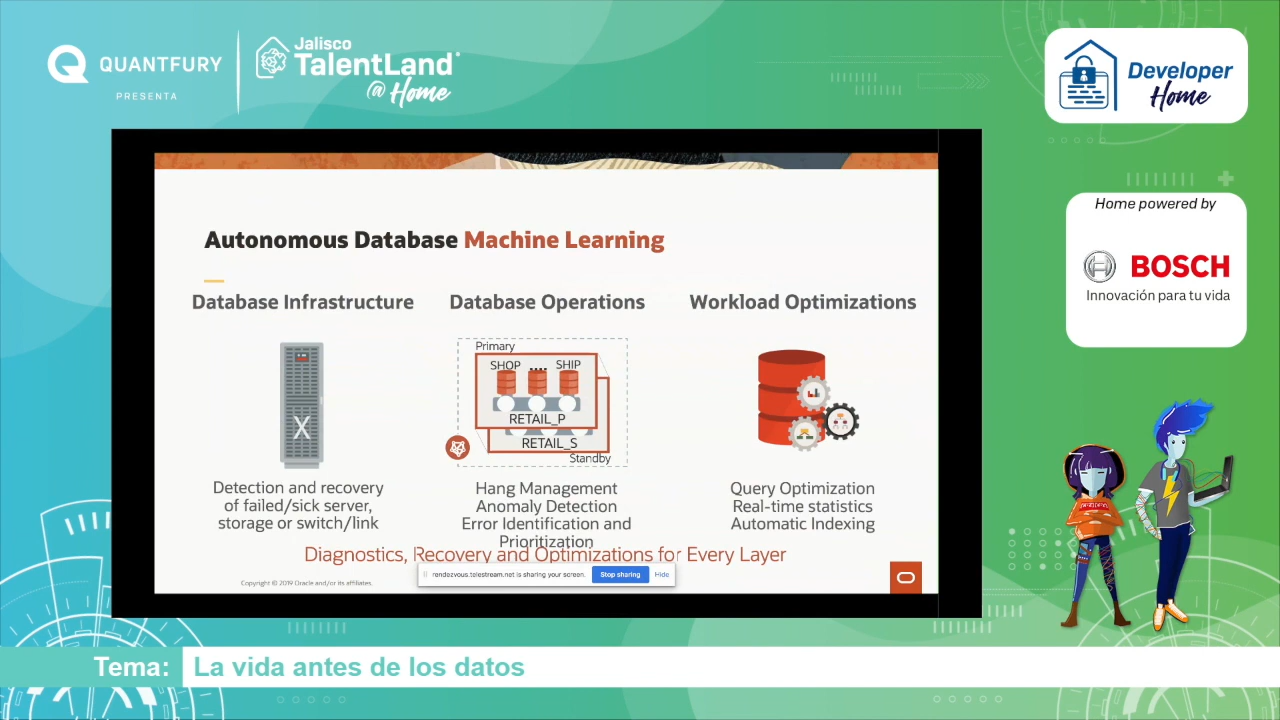 QUANTFURY
PRESENTA
Jalisco
TalentLand
@ Home
Developer
Home
Home powered by
BOSCH
Innovación para tu vida
Autonomous Database Machine Learning
Database Infrastructure
Database Operations
Workload Optimizations
Primary
SHOP
....
SHIP
RETAIL_P
RETAIL_S
Standby
X
Detection and recovery
of failed/sick server,
storage or switch/link
Hang Management
Anomaly Detection
Error Identification and
Prioritization
Query Optimization
Real-time statistics
Automatic Indexing
Diagnostics, Recovery and Optimizations for Every Layer
rendezvous.telestream.net is sharing your screen.
Stop sharing
Hide
Copyright © 2019 Oracle and/or its affiliates.
Tema:
La vida antes de los datos